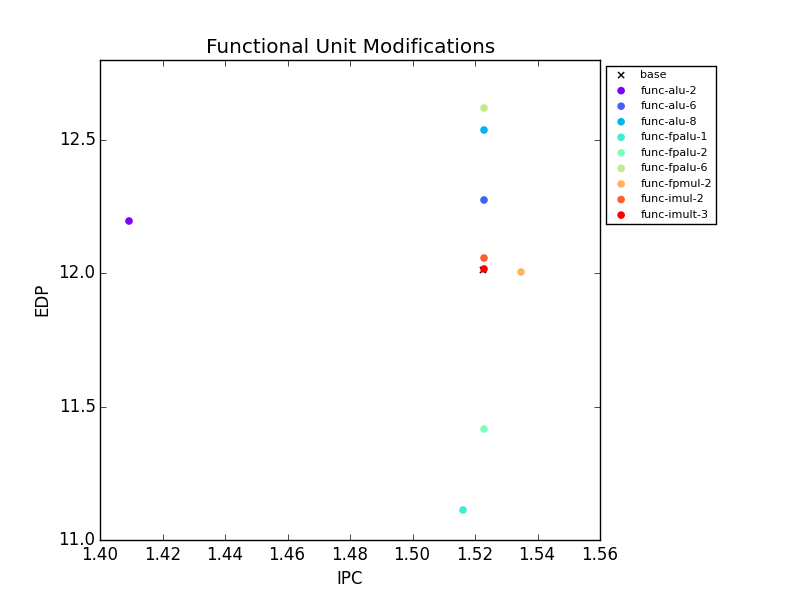 Functional Unit Modifications
base
func-alu-2
func-alu-6
func-alu-8
func-fpalu-1
func-fpalu-2
func-fpalu-6
func-fpmul-2
func-imul-2
func-imult-3
EDP
12.5
12.0
11.5
11.0
1.40 1.42 1.44 1.46 1.48 1.50 1.52 1.54 1.56
IPC